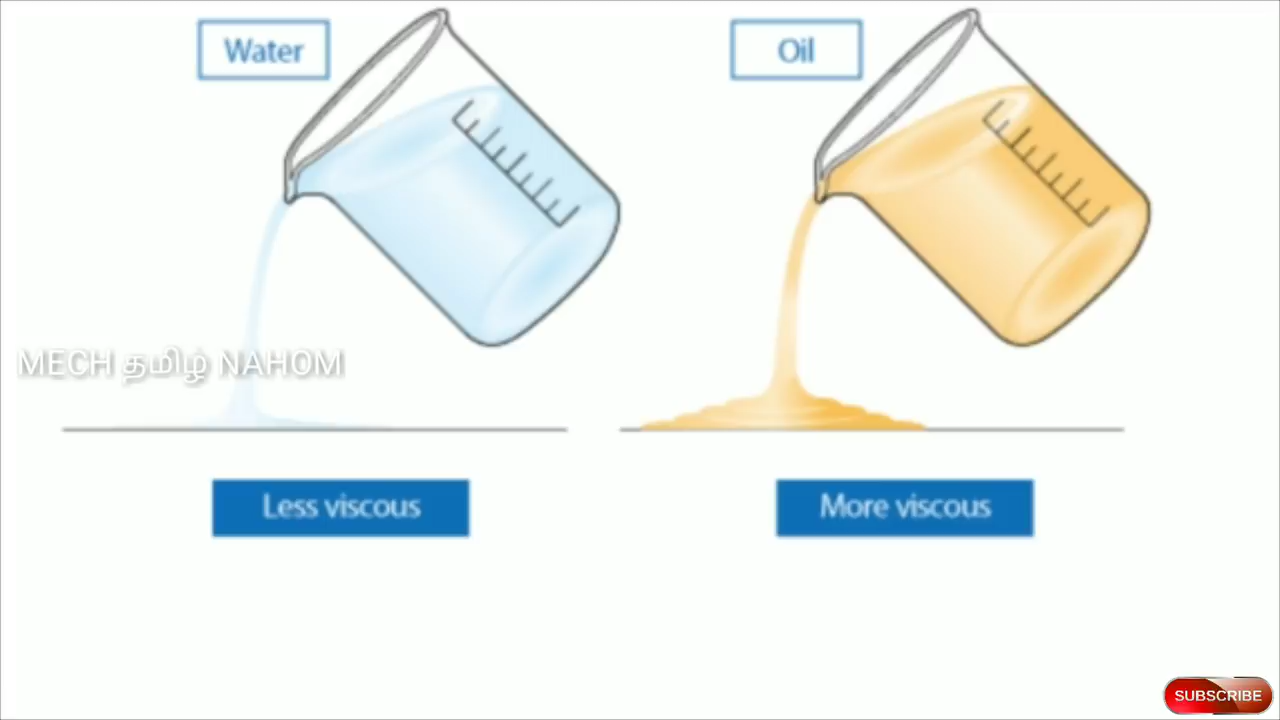 Water
Oil
MECH தமிழ் NAHOM
Less viscous
More viscous
SUBSCRIBE